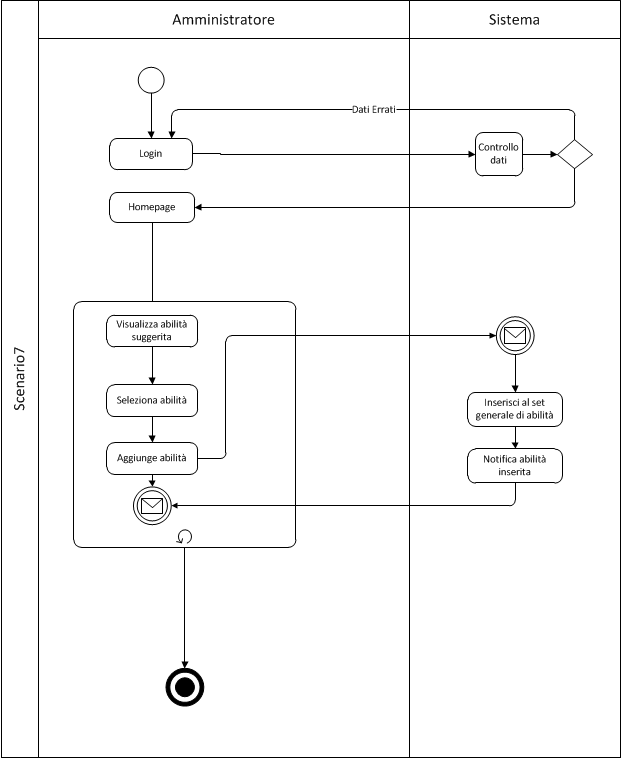 Amministratore
Sistema
Scenario7
Dati Errati
Login
Controllo
dati
Homepage
Visualizza abilità
suggerita
Seleziona abilità
Inserisci al set
generale di abilità
Aggiunge abilità
Notifica abilità
inserita